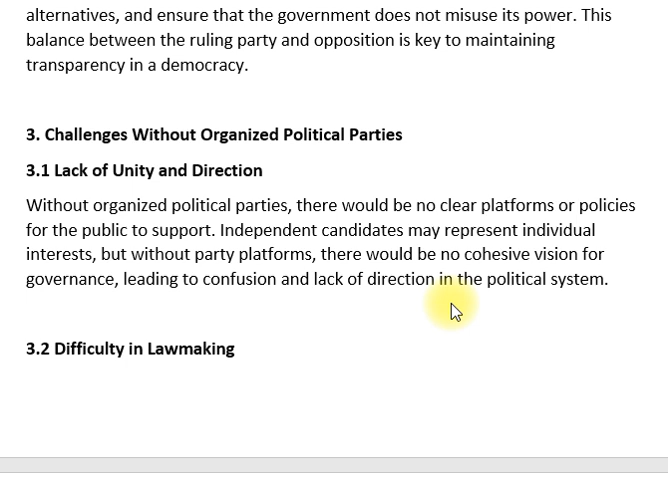 alternatives, and ensure that the government does not misuse its power. This
balance between the ruling party and opposition is key to maintaining
transparency in a democracy.
3. Challenges Without Organized Political Parties
3.1 Lack of Unity and Direction
Without organized political parties, there would be no clear platforms or policies
for the public to support. Independent candidates may represent individual
interests, but without party platforms, there would be no cohesive vision for
governance, leading to confusion and lack of direction in the political system.
3.2 Difficulty in Lawmaking